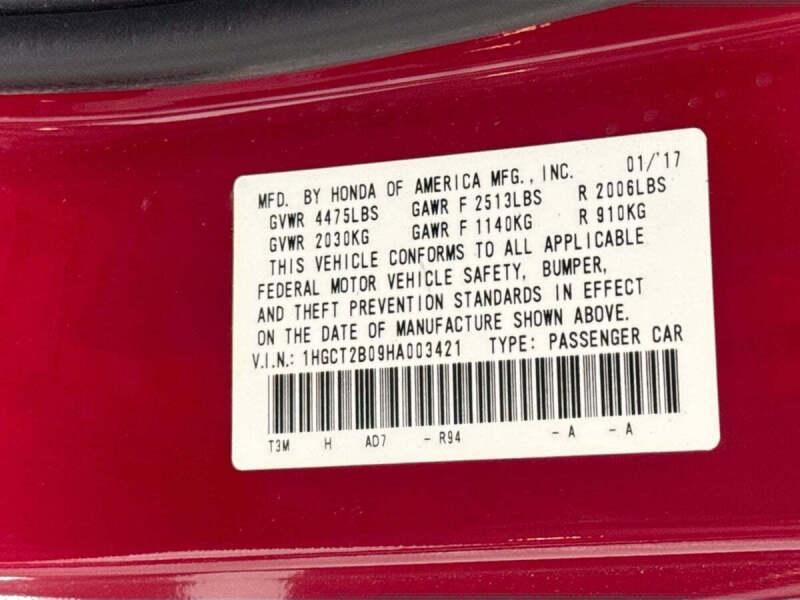 MFD. BY HONDA OF AMERICA MFG., INC. 01/'17
GVWR 4475LBS GAWR F 2513LBS R 2006LBS
GVWR 2030KG GAWR F 1140KG R 910KG
THIS VEHICLE CONFORMS TO ALL APPLICABLE
FEDERAL MOTOR VEHICLE SAFETY, BUMPER,
AND THEFT PREVENTION STANDARDS IN EFFECT
ON THE DATE OF MANUFACTURE SHOWN ABOVE.
V.I.N.: 1HGCT2B09HA003421 TYPE: PASSENGER CAR
T3M H AD7 - R94 - A - A